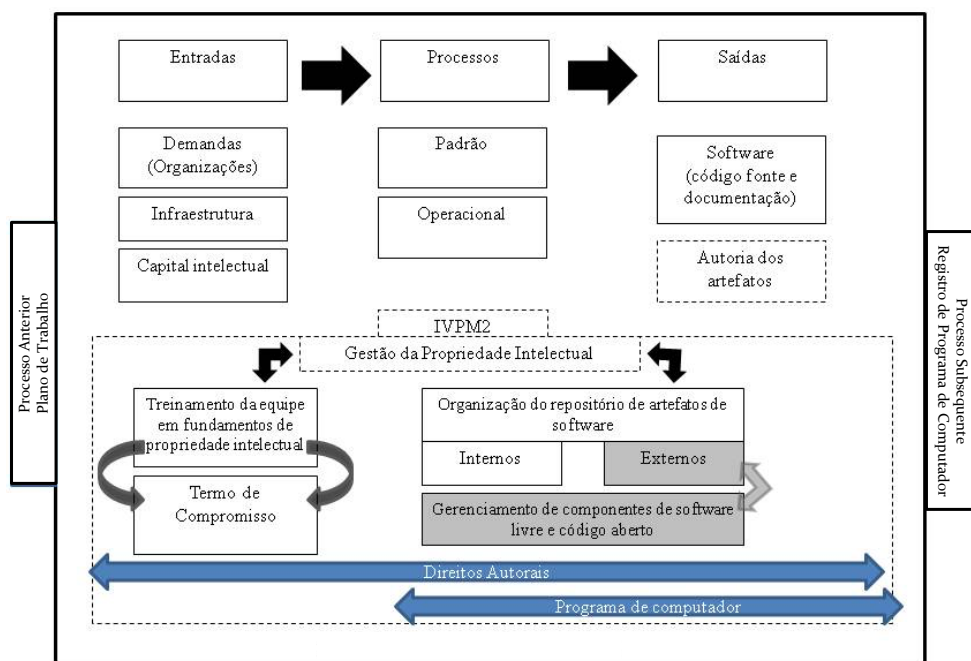 Entradas
Processos
Saídas
Demandas
(Organizações)
Infraestrutura
Capital intelectual
Padrão
Operacional
Software
(código fonte e
documentação)
Autoria dos
artefatos
Processo Anterior
Plano de Trabalho
Processo Subsequente
Registro de Programa de Computador
IVPM2
Gestão da Propriedade Intelectual
Treinamento da equipe
em fundamentos de
propriedade intelectual
Termo de
Compromisso
Organização do repositório de artefatos de
software
Internos
Externos
Gerenciamento de componentes de software
livre e código aberto
Direitos Autorais
Programa de computador